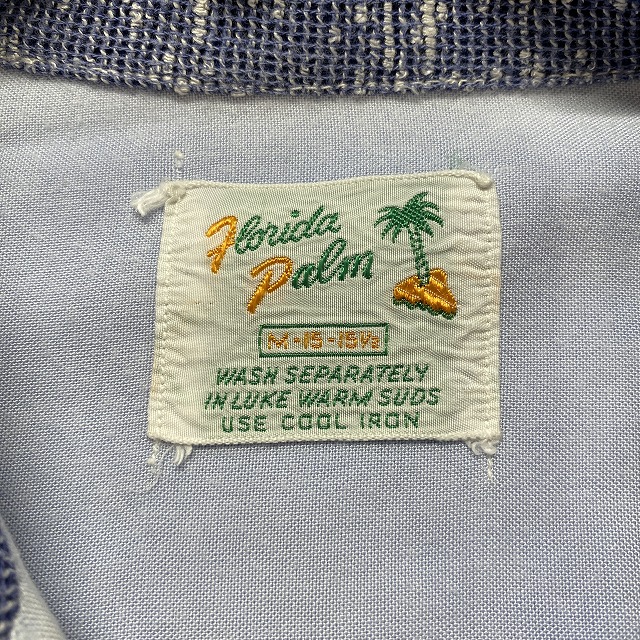 Florida
Palm
M-15-15½
WASH SEPARATELY
IN LUKE WARM SUDS
USE COOL IRON